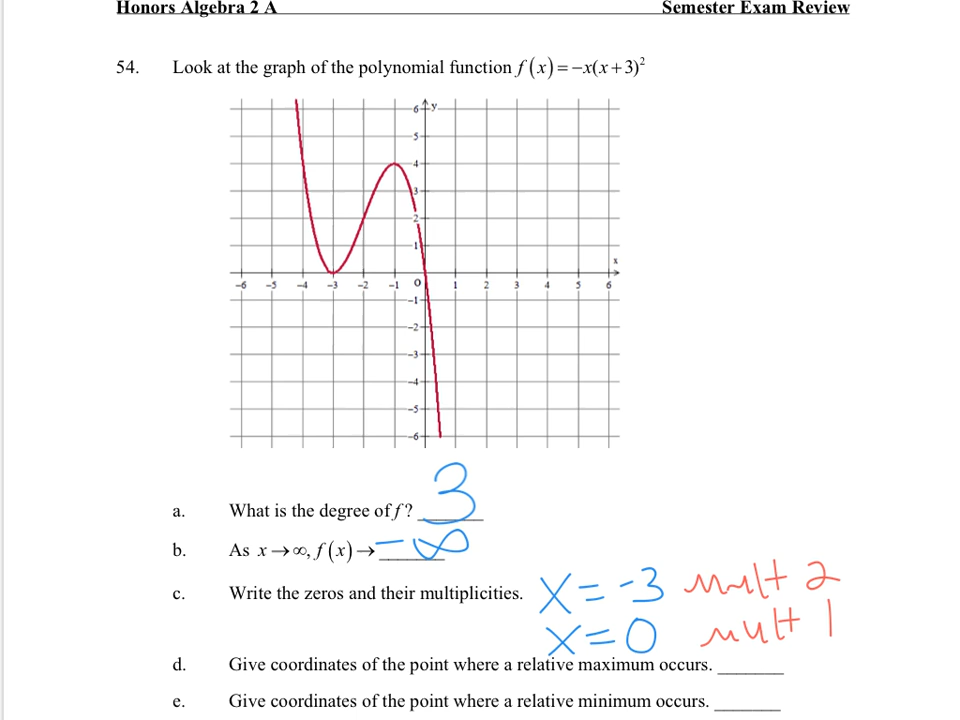 Honors Algebra 2 A Semester Exam Review
54. Look at the graph of the polynomial function f(x)=−x(x+3)²
6 y
5
4
3
2
1
x
−6 −5 −4 −3 −2 −1 O 1 2 3 4 5 6
−1
−2
−3
−4
−5
−6
a. What is the degree of f? 3
b. As x→∞, f(x)→ −∞
c. Write the zeros and their multiplicities. x=-3 mult 2
x=0 mult 1
d. Give coordinates of the point where a relative maximum occurs. ______
e. Give coordinates of the point where a relative minimum occurs. ______